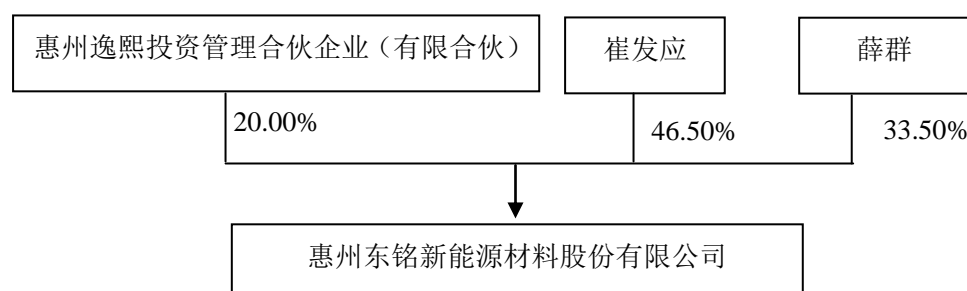 惠州逸熙投资管理合伙企业（有限合伙）
崔发应
薛群
20.00%
46.50%
33.50%
惠州东铭新能源材料股份有限公司